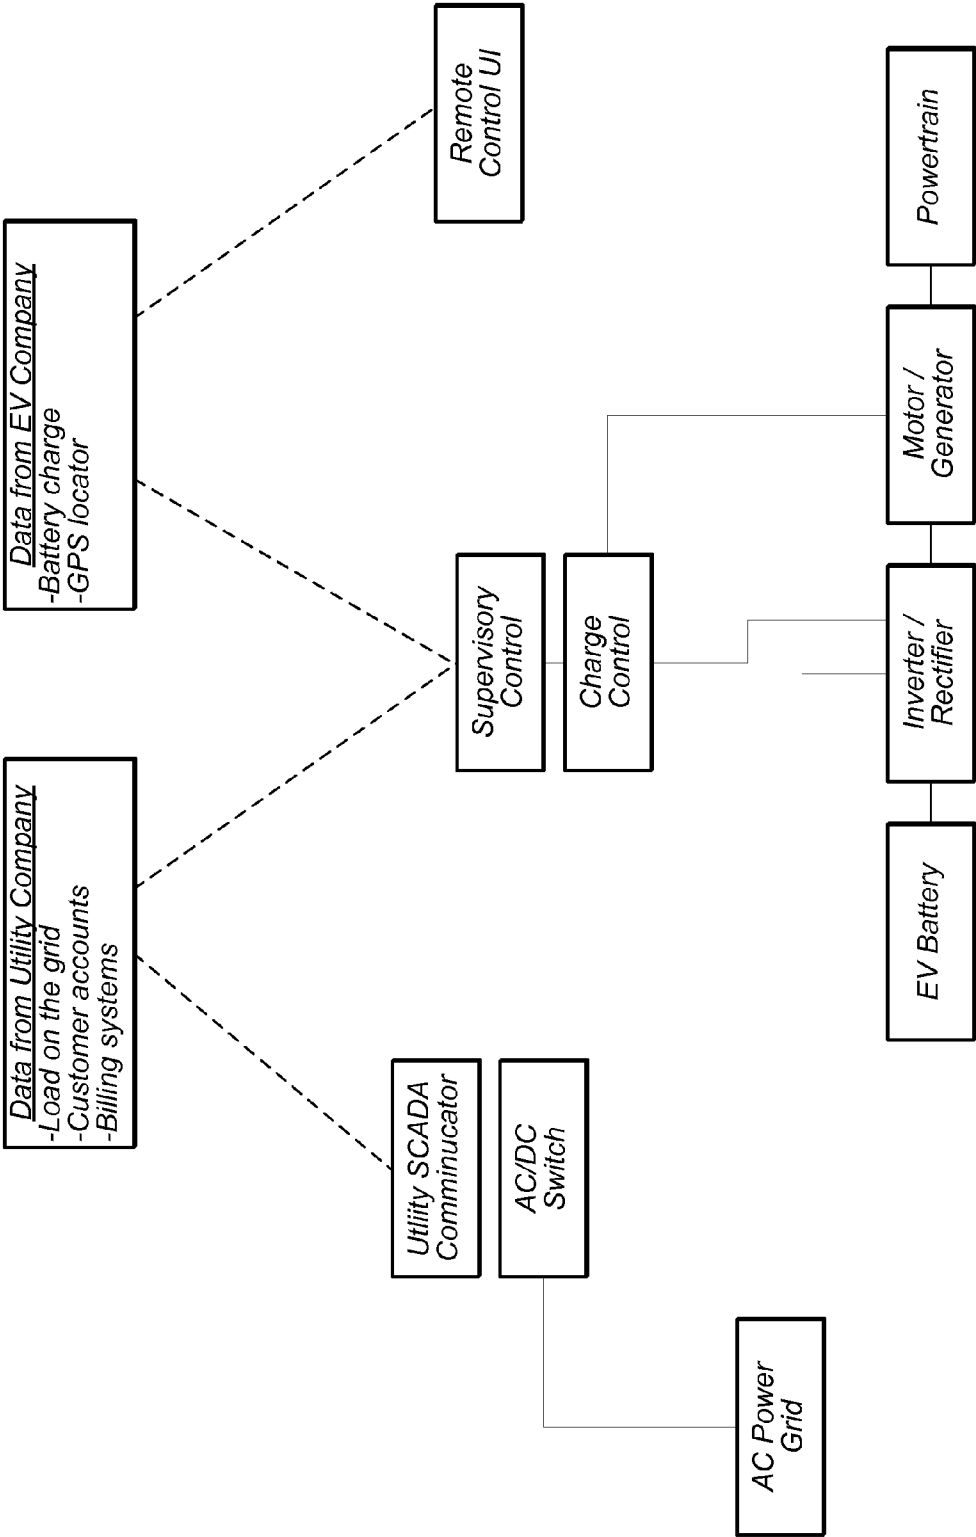 Data from Utility Company
-Load on the grid
-Customer accounts
-Billing systems
Data from EV Company
-Battery charge
-GPS locator
Utliity SCADA
Comminucator
AC/DC
Switch
Supervisory
Control
Charge
Control
Remote
Control UI
AC Power
Grid
EV Battery
Inverter /
Rectifier
Motor /
Generator
Powertrain